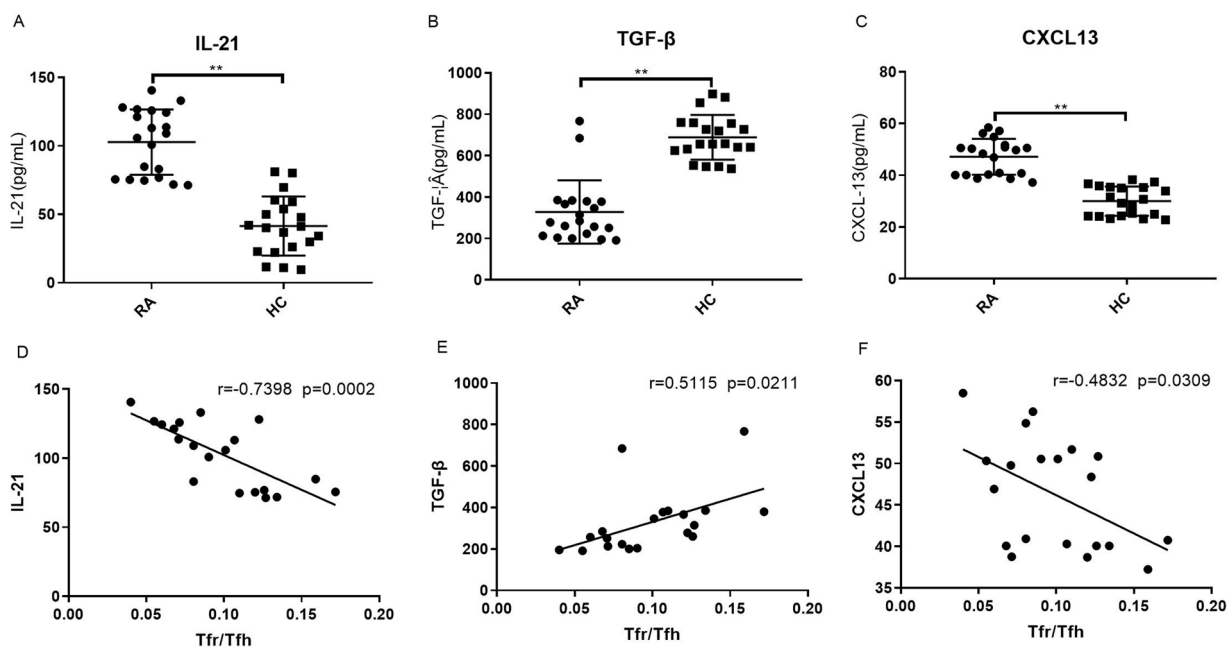 A
IL-21
**
IL-21(pg/mL)
150
100
50
0
RA
HC
B
TGF-β
**
TGF-¦Â(pg/mL)
1000
800
600
400
200
0
RA
HC
C
CXCL13
**
CXCL-13(pg/mL)
80
60
40
20
0
RA
HC
D
r=-0.7398 p=0.0002
IL-21
150
100
50
0
0.00
0.05
0.10
0.15
0.20
Tfr/Tfh
E
r=0.5115 p=0.0211
TGF-β
1000
800
600
400
200
0
0.00
0.05
0.10
0.15
0.20
Tfr/Tfh
F
r=-0.4832 p=0.0309
CXCL13
60
55
50
45
40
35
0.00
0.05
0.10
0.15
0.20
Tfr/Tfh